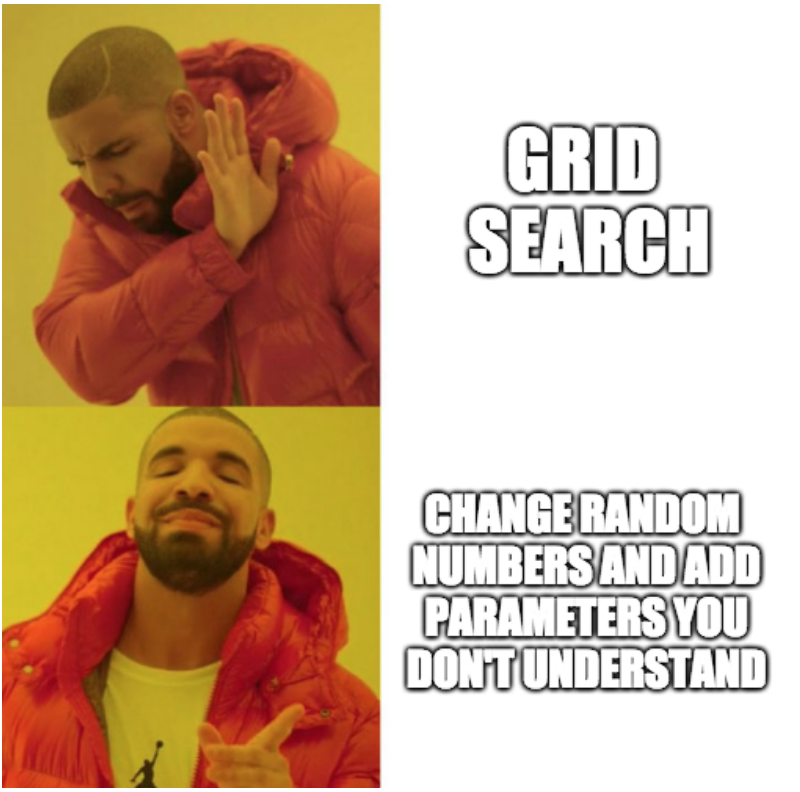 GRID
SEARCH
CHANGE RANDOM
NUMBERS AND ADD
PARAMETERS YOU
DON'T UNDERSTAND